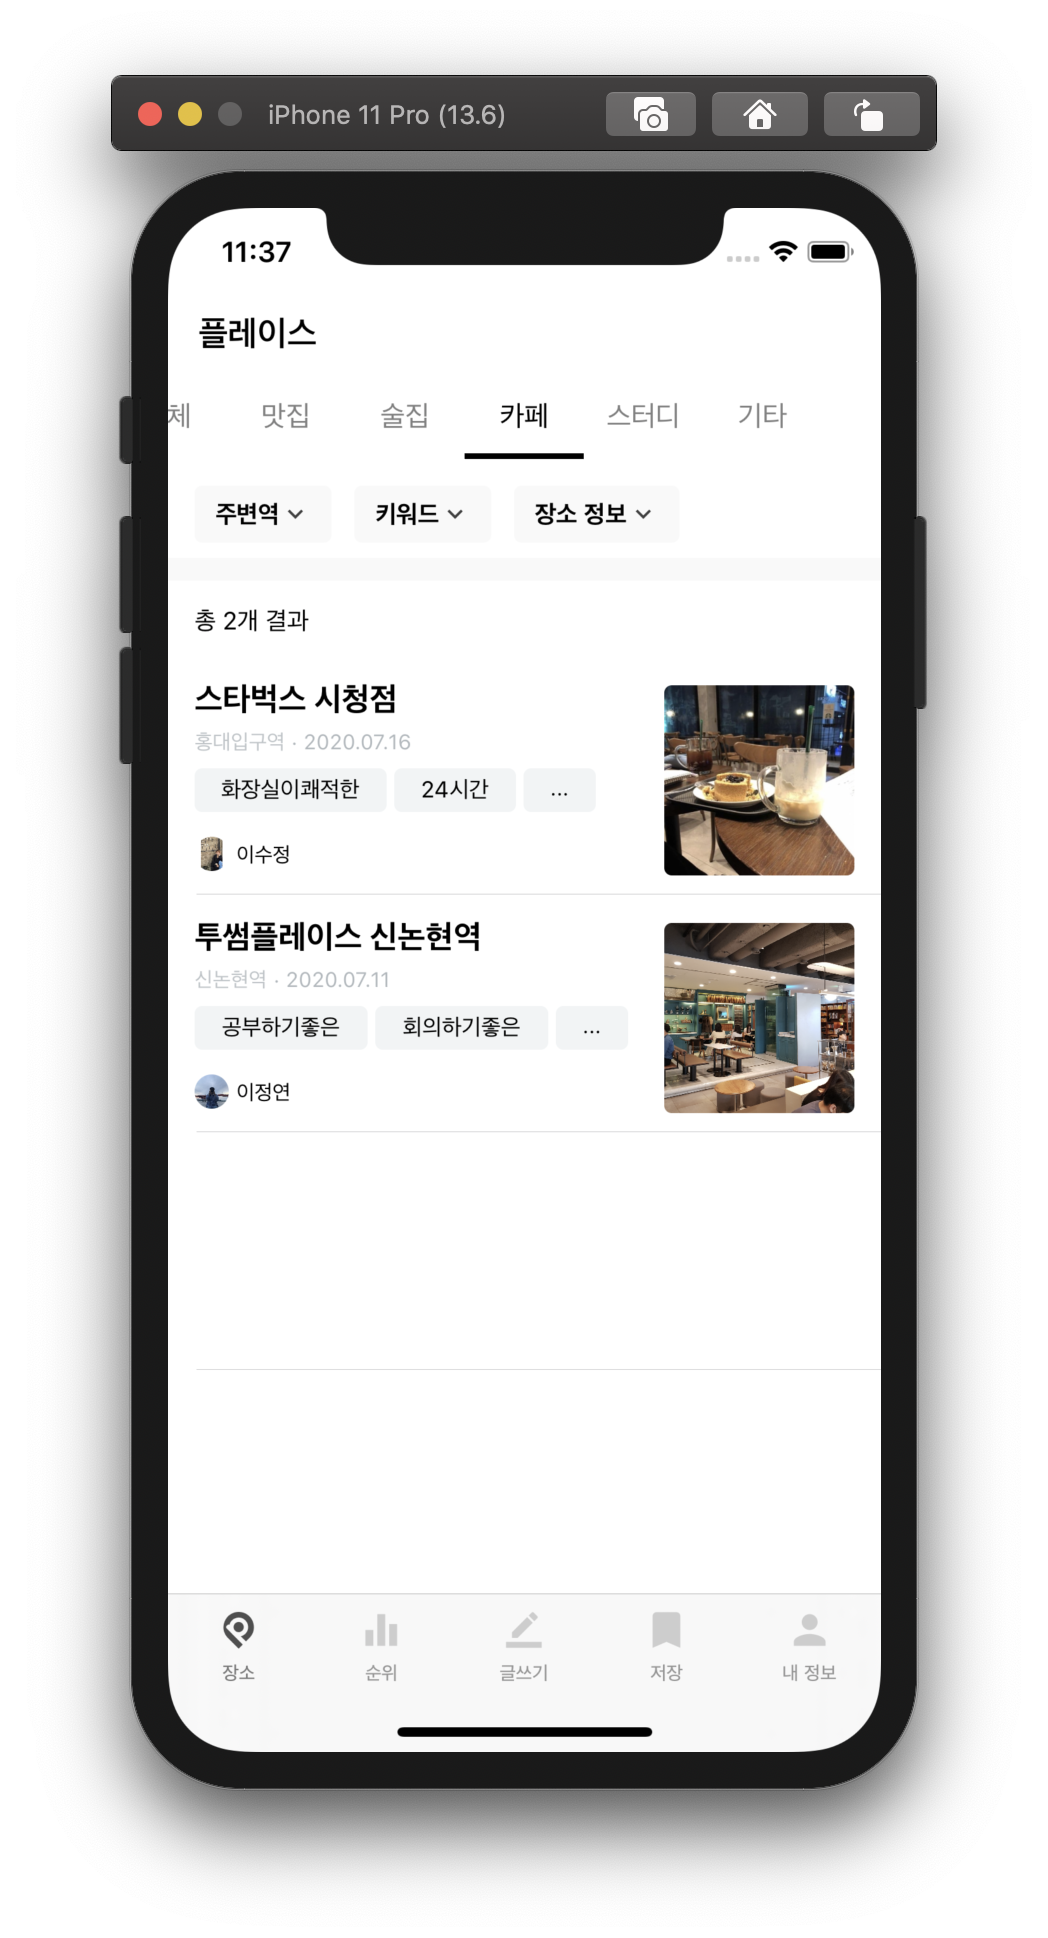 iPhone 11 Pro (13.6)
11:37
플레이스
체 맛집 술집 카페 스터디 기타
주변역 키워드 장소 정보
총 2개 결과
스타벅스 시청점
홍대입구역 · 2020.07.16
화장실이쾌적한 24시간 ...
이수정
투썸플레이스 신논현역
신논현역 · 2020.07.11
공부하기좋은 회의하기좋은 ...
이정연
장소 순위 글쓰기 저장 내 정보